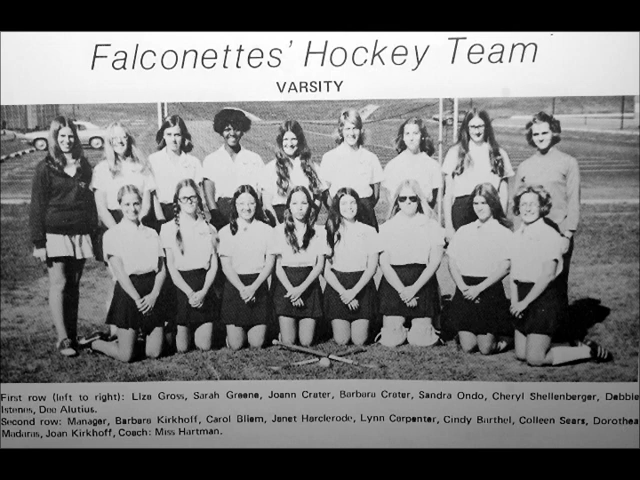 Falconettes' Hockey Team
VARSITY
First row (left to right): Liza Gross, Sarah Greene, Joann Crater, Barbara Crater, Sandra Ondo, Cheryl Shellenberger, Debbie
Istenes, Dee Alutius.
Second row: Manager, Barbara Kirkhoff, Carol Bliem, Janet Harclerode, Lynn Carpenter, Cindy Barthel, Colleen Sears, Dorothea
Madaras, Joan Kirkhoff, Coach: Miss Hartman.